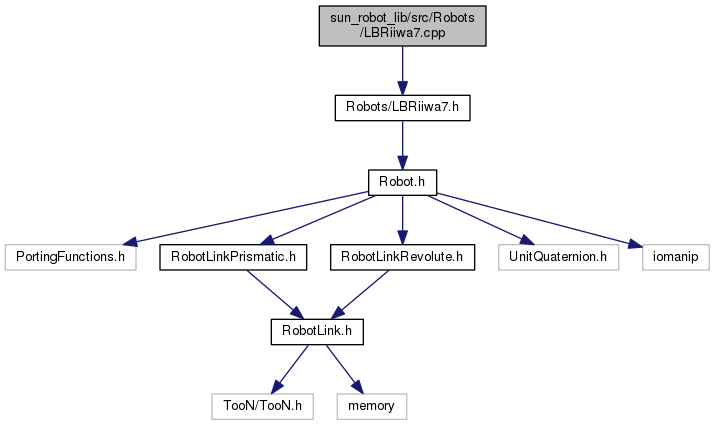 sun_robot_lib/src/Robots
/LBRiiwa7.cpp
Robots/LBRiiwa7.h
Robot.h
PortingFunctions.h
RobotLinkPrismatic.h
RobotLinkRevolute.h
UnitQuaternion.h
iomanip
RobotLink.h
TooN/TooN.h
memory